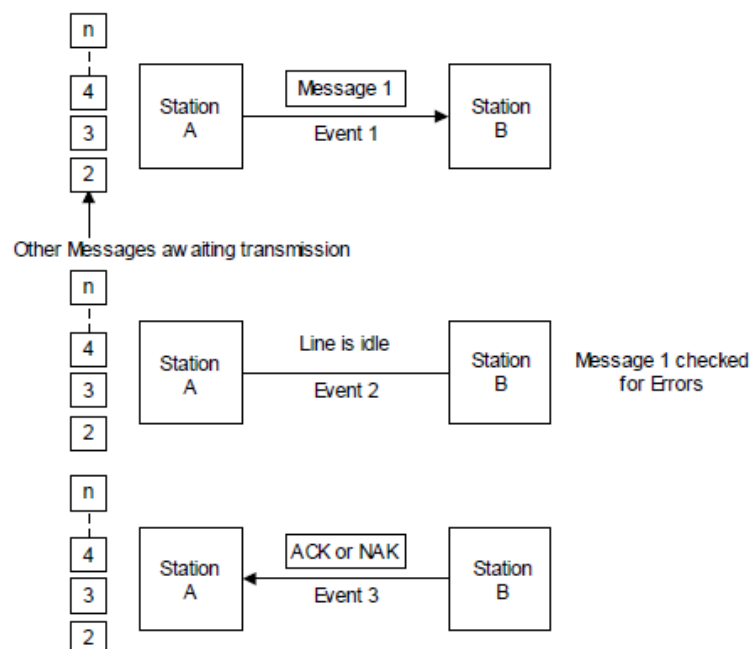 n
4
3
2
Station
A
Message 1
Event 1
Station
B
Other Messages awaiting transmission
n
4
3
2
Station
A
Line is idle
Event 2
Station
B
Message 1 checked
for Errors
n
4
3
2
Station
A
ACK or NAK
Event 3
Station
B